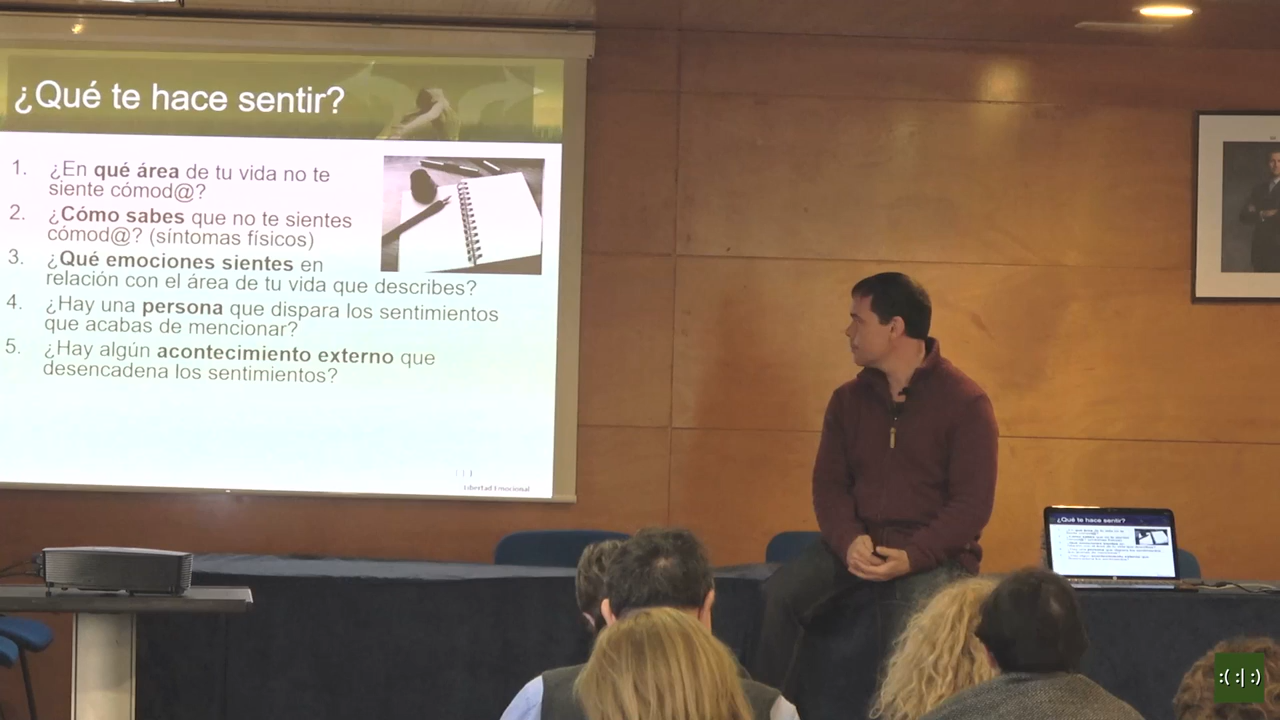 ¿Qué te hace sentir?
1. ¿En qué área de tu vida no te
siente cómod@?
2. ¿Cómo sabes que no te sientes
cómod@? (síntomas físicos)
3. ¿Qué emociones sientes en
relación con el área de tu vida que describes?
4. ¿Hay una persona que dispara los sentimientos
que acabas de mencionar?
5. ¿Hay algún acontecimiento externo que
desencadena los sentimientos?
Libertad Emocional
¿Qué te hace sentir?
:( :| :)